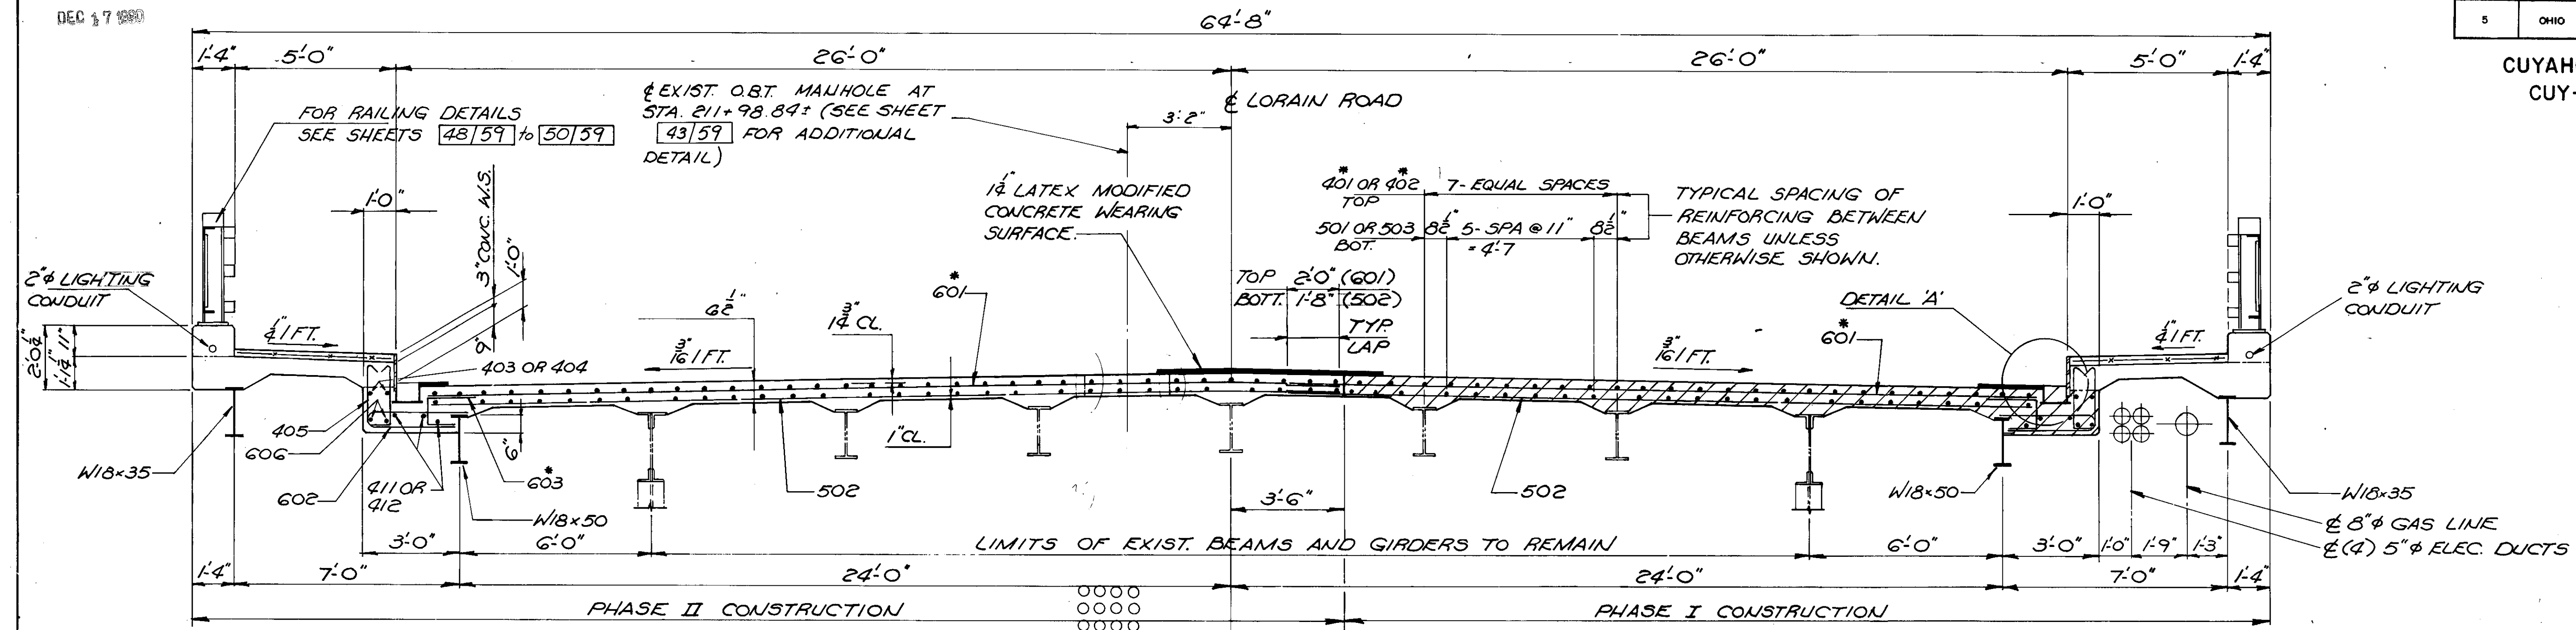 DEC 17 1990
5 OHIO
CUYAH
CUY-
64'-8"
1'-4" 5'-0" 26'-0" 26'-0" 5'-0" 1'-4"
FOR RAILING DETAILS
SEE SHEETS 48/59 to 50/59
℄ EXIST. O.B.T. MANHOLE AT
STA. 211+98.84± (SEE SHEET
43/59 FOR ADDITIONAL
DETAIL)
℄ LORAIN ROAD
3'-2"
1'-0"
3" CONC. W.S.
1'-0"
9"
1¼" LATEX MODIFIED
CONCRETE WEARING
SURFACE.
* *
401 OR 402 7-EQUAL SPACES
TOP
501 OR 503 8½" 5-SPA @ 11" 8½"
BOT. = 4'-7
TYPICAL SPACING OF
REINFORCING BETWEEN
BEAMS UNLESS
OTHERWISE SHOWN.
1'-0"
2"ϕ LIGHTING
CONDUIT
2'-0¼"
1'-1¼" 11"
¼" / FT.
403 OR 404
3/16" / FT.
6½"
1¾" CL.
*
601
TOP 2'-0" (601)
BOTT. 1'-8" (502)
TYP.
LAP
3/16" / FT.
*
601
DETAIL 'A'
¼" / FT.
2"ϕ LIGHTING
CONDUIT
405
606
W18×35
602
411 OR
412
6"
603*
W18×50
502
1" CL.
3'-6"
502
W18×50
W18×35
℄ 8"ϕ GAS LINE
℄ (4) 5"ϕ ELEC. DUCTS
3'-0" 6'-0" LIMITS OF EXIST. BEAMS AND GIRDERS TO REMAIN 6'-0" 3'-0" 1'-0" 1'-9" 1'-3"
1'-4" 7'-0" 24'-0" 24'-0" 7'-0" 1'-4"
PHASE II CONSTRUCTION PHASE I CONSTRUCTION